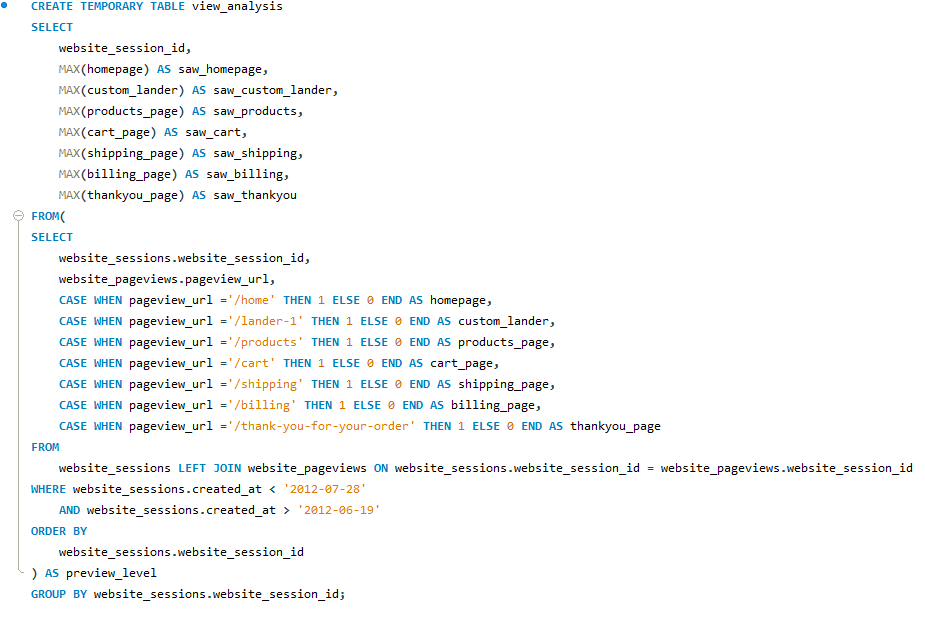 CREATE TEMPORARY TABLE view_analysis
SELECT
    website_session_id,
    MAX(homepage) AS saw_homepage,
    MAX(custom_lander) AS saw_custom_lander,
    MAX(products_page) AS saw_products,
    MAX(cart_page) AS saw_cart,
    MAX(shipping_page) AS saw_shipping,
    MAX(billing_page) AS saw_billing,
    MAX(thankyou_page) AS saw_thankyou
FROM(
SELECT
    website_sessions.website_session_id,
    website_pageviews.pageview_url,
    CASE WHEN pageview_url ='/home' THEN 1 ELSE 0 END AS homepage,
    CASE WHEN pageview_url ='/lander-1' THEN 1 ELSE 0 END AS custom_lander,
    CASE WHEN pageview_url ='/products' THEN 1 ELSE 0 END AS products_page,
    CASE WHEN pageview_url ='/cart' THEN 1 ELSE 0 END AS cart_page,
    CASE WHEN pageview_url ='/shipping' THEN 1 ELSE 0 END AS shipping_page,
    CASE WHEN pageview_url ='/billing' THEN 1 ELSE 0 END AS billing_page,
    CASE WHEN pageview_url ='/thank-you-for-your-order' THEN 1 ELSE 0 END AS thankyou_page
FROM
    website_sessions LEFT JOIN website_pageviews ON website_sessions.website_session_id = website_pageviews.website_session_id
WHERE website_sessions.created_at < '2012-07-28'
    AND website_sessions.created_at > '2012-06-19'
ORDER BY
    website_sessions.website_session_id
) AS preview_level
GROUP BY website_sessions.website_session_id;